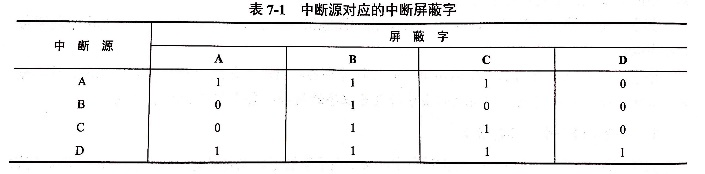 表 7-1 中断源对应的中断屏蔽字
中 断 源 屏 蔽 字
A B C D
A 1 1 1 0
B 0 1 0 0
C 0 1 1 0
D 1 1 1 1